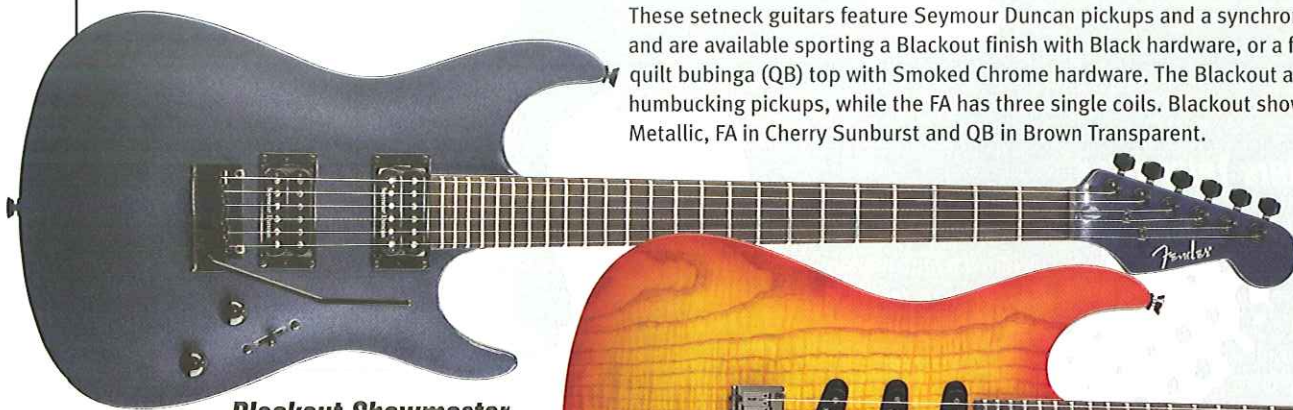 These setneck guitars feature Seymour Duncan pickups and a synchro
and are available sporting a Blackout finish with Black hardware, or a f
quilt bubinga (QB) top with Smoked Chrome hardware. The Blackout a
humbucking pickups, while the FA has three single coils. Blackout show
Metallic, FA in Cherry Sunburst and QB in Brown Transparent.
Fender
Blackout Showmaster